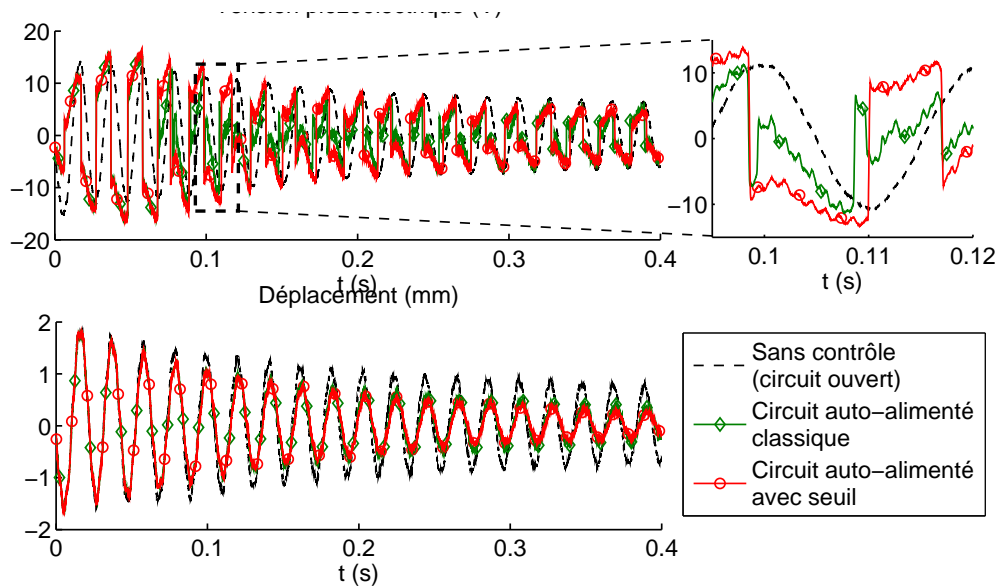 Tension piézoélectrique (V)
20
10
0
−10
−20
0
0.1
0.2
0.3
0.4
t (s)
10
0
−10
0.1
0.11
0.12
t (s)
Déplacement (mm)
2
1
0
−1
−2
0
0.1
0.2
0.3
0.4
t (s)
Sans contrôle
(circuit ouvert)
Circuit auto−alimenté
classique
Circuit auto−alimenté
avec seuil